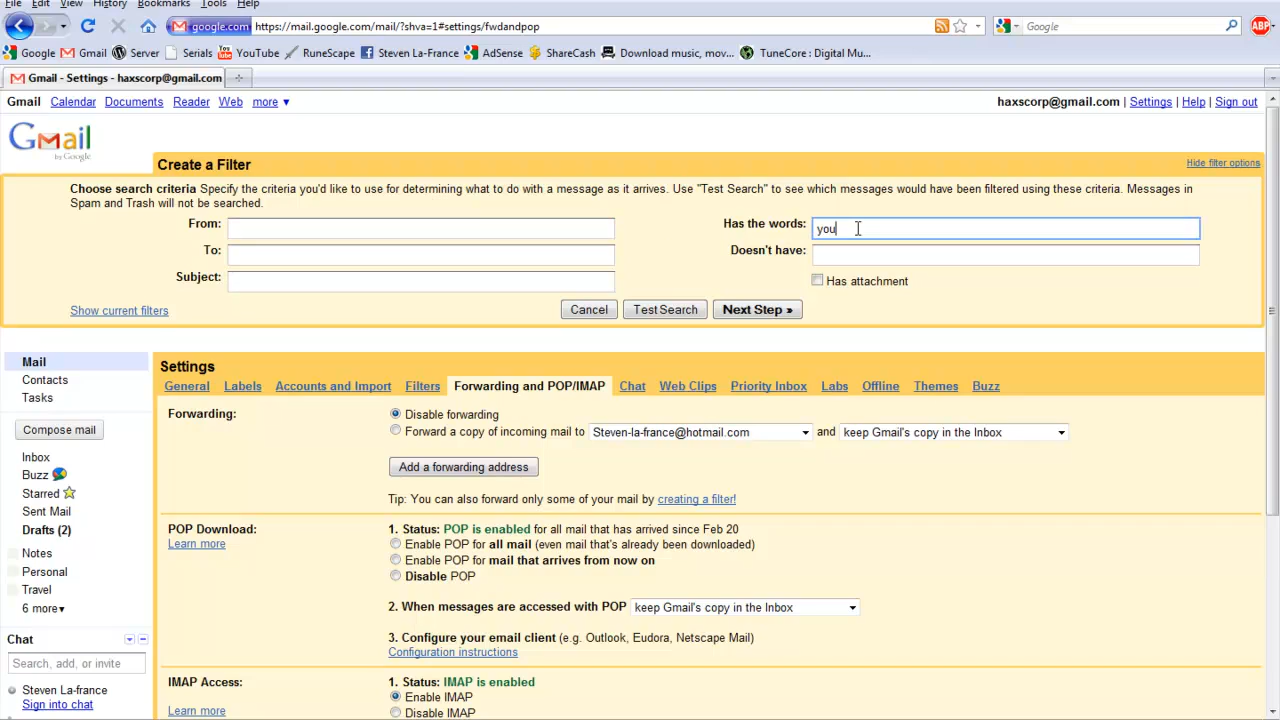 File Edit View History Bookmarks Tools Help
google.com https://mail.google.com/mail/?shva=1#settings/fwdandpop Google ABP
Google Gmail Server Serials YouTube RuneScape Steven La-France AdSense ShareCash Download music, mov... TuneCore : Digital Mu...
Gmail - Settings - haxscorp@gmail.com
Gmail Calendar Documents Reader Web more ▼ haxscorp@gmail.com | Settings | Help | Sign out
Gmail
by Google
Create a Filter Hide filter options
Choose search criteria Specify the criteria you'd like to use for determining what to do with a message as it arrives. Use "Test Search" to see which messages would have been filtered using these criteria. Messages in
Spam and Trash will not be searched.
From: Has the words: you
To: Doesn't have:
Subject: Has attachment
Show current filters Cancel Test Search Next Step »
Mail
Contacts
Tasks
Compose mail
Inbox
Buzz
Starred
Sent Mail
Drafts (2)
Notes
Personal
Travel
6 more▼
Chat
Search, add, or invite
Steven La-france
Sign into chat
Settings
General Labels Accounts and Import Filters Forwarding and POP/IMAP Chat Web Clips Priority Inbox Labs Offline Themes Buzz
Forwarding: Disable forwarding
Forward a copy of incoming mail to Steven-la-france@hotmail.com and keep Gmail's copy in the Inbox
Add a forwarding address
Tip: You can also forward only some of your mail by creating a filter!
POP Download: 1. Status: POP is enabled for all mail that has arrived since Feb 20
Learn more Enable POP for all mail (even mail that's already been downloaded)
Enable POP for mail that arrives from now on
Disable POP
2. When messages are accessed with POP keep Gmail's copy in the Inbox
3. Configure your email client (e.g. Outlook, Eudora, Netscape Mail)
Configuration instructions
IMAP Access: 1. Status: IMAP is enabled
Enable IMAP
Learn more Disable IMAP